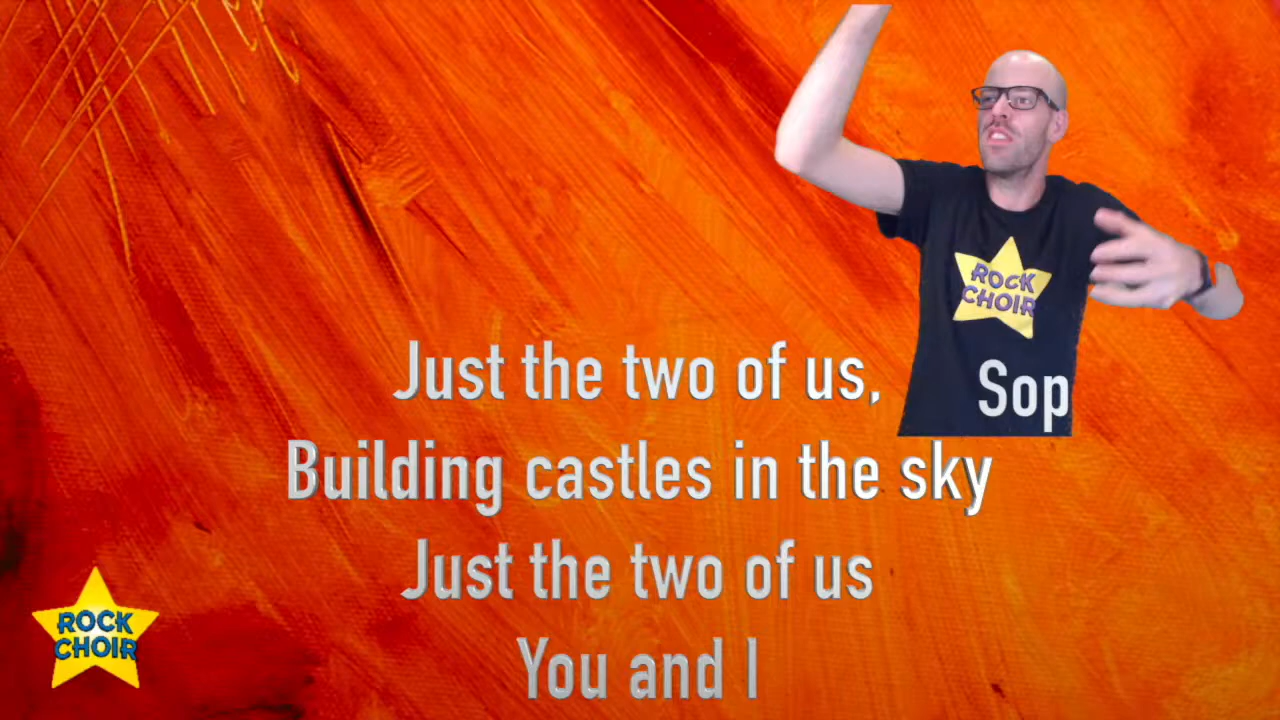 ROCK
CHOIR
Sop
Just the two of us,
Building castles in the sky
Just the two of us
You and I
ROCK
CHOIR